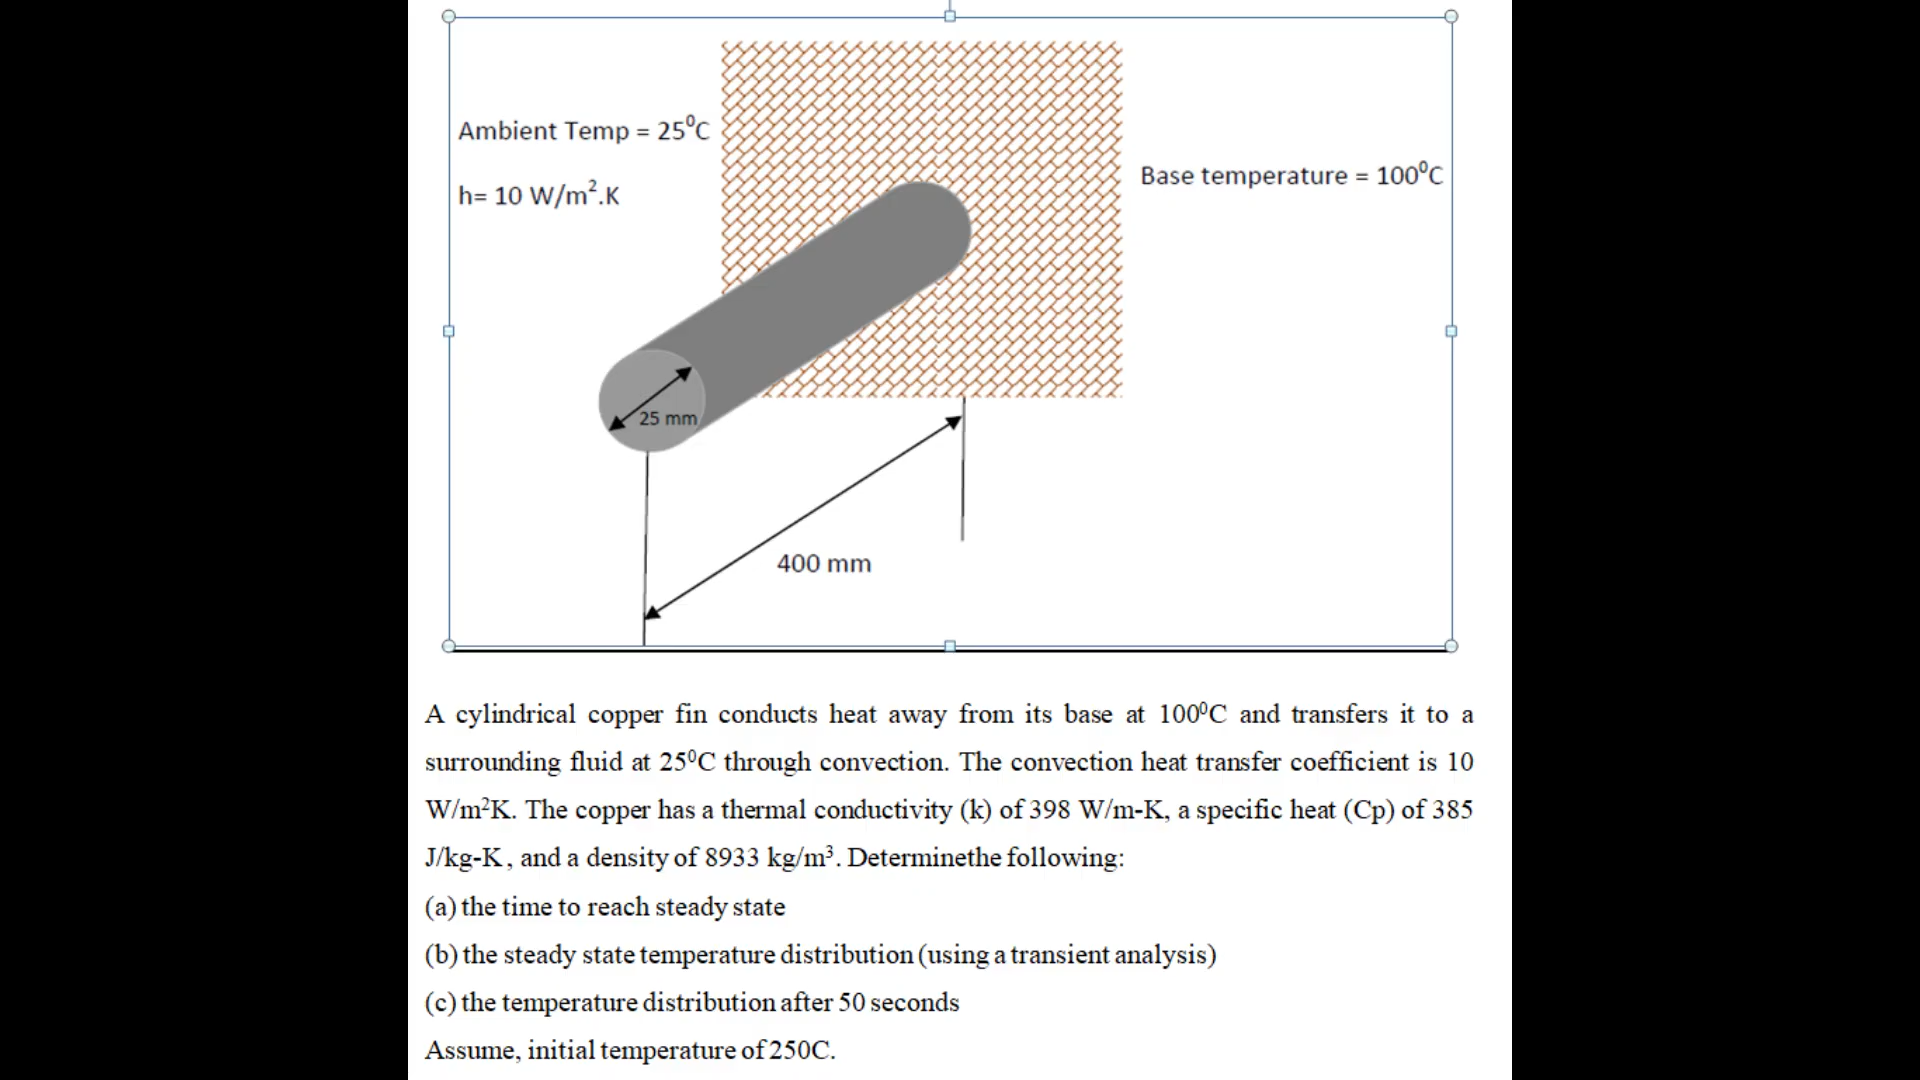 Ambient Temp = 25⁰C
Base temperature = 100⁰C
h= 10 W/m².K
25 mm
400 mm
A cylindrical copper fin conducts heat away from its base at 100⁰C and transfers it to a
surrounding fluid at 25⁰C through convection. The convection heat transfer coefficient is 10
W/m²K. The copper has a thermal conductivity (k) of 398 W/m-K, a specific heat (Cp) of 385
J/kg-K, and a density of 8933 kg/m³. Determinethe following:
(a) the time to reach steady state
(b) the steady state temperature distribution (using a transient analysis)
(c) the temperature distribution after 50 seconds
Assume, initial temperature of 250C.